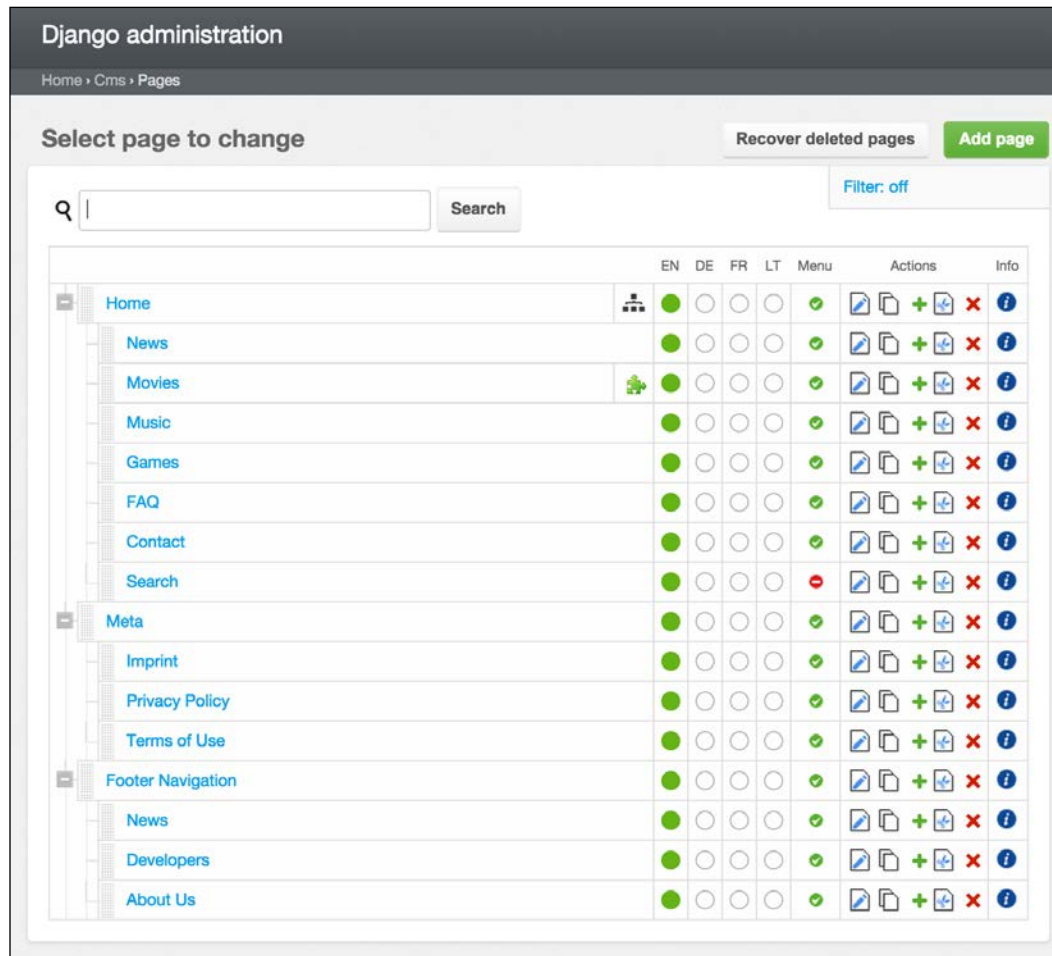 Django administration
Home › Cms › Pages
Select page to change
Recover deleted pages
Add page
Filter: off
Search
EN DE FR LT Menu Actions Info
Home
News
Movies
Music
Games
FAQ
Contact
Search
Meta
Imprint
Privacy Policy
Terms of Use
Footer Navigation
News
Developers
About Us